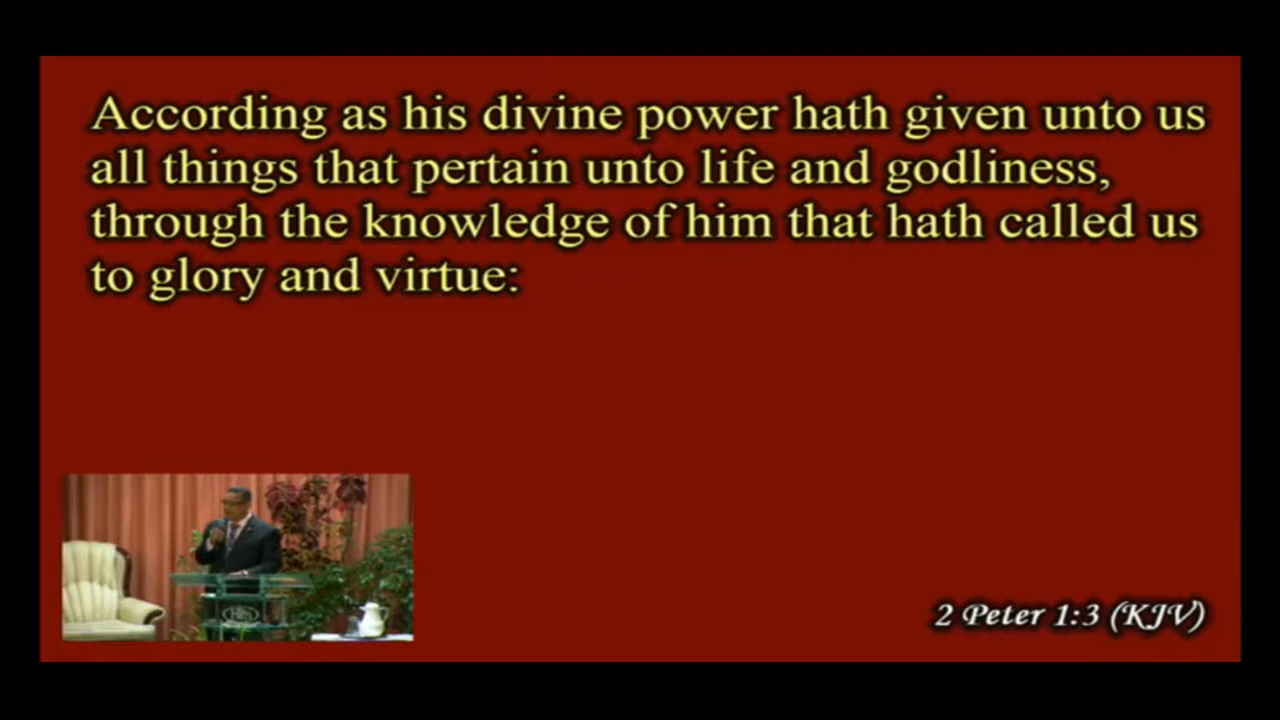 According as his divine power hath given unto us
all things that pertain unto life and godliness,
through the knowledge of him that hath called us
to glory and virtue:
2 Peter 1:3 (KJV)